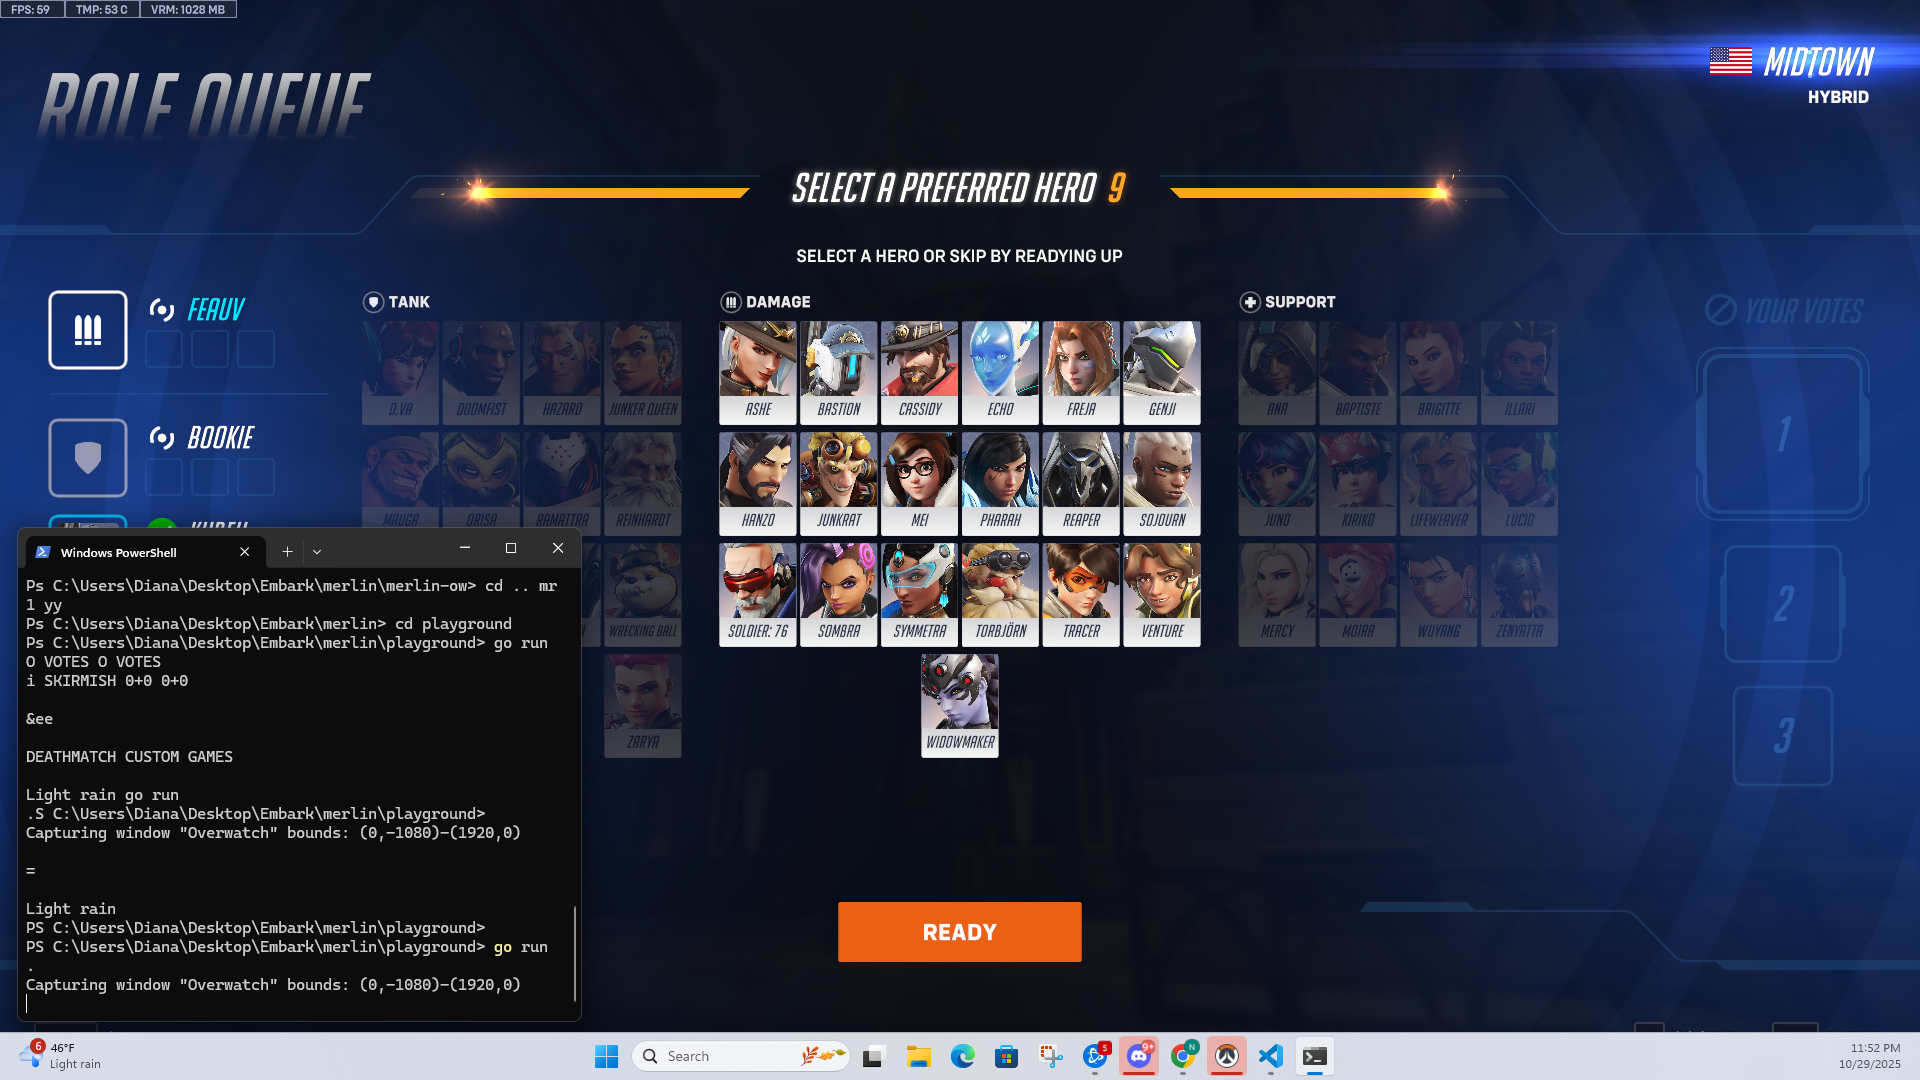 FPS: 59 TMP: 53 C VRM: 1028 MB
ROLE QUEUE
MIDTOWN
HYBRID
SELECT A PREFERRED HERO 9
SELECT A HERO OR SKIP BY READYING UP
FEAUV
BOOKIE
TANK
D.VA DOOMFIST HAZARD JUNKER QUEEN
MAUGA ORISA RAMATTRA REINHARDT
WRECKING BALL
ZARYA
DAMAGE
ASHE BASTION CASSIDY ECHO FREJA GENJI
HANZO JUNKRAT MEI PHARAH REAPER SOJOURN
SOLDIER: 76 SOMBRA SYMMETRA TORBJÖRN TRACER VENTURE
WIDOWMAKER
SUPPORT
ANA BAPTISTE BRIGITTE ILLARI
JUNO KIRIKO LIFEWEAVER LÚCIO
MERCY MOIRA WUYANG ZENYATTA
YOUR VOTES
1
2
3
READY
Windows PowerShell
Ps C:\Users\Diana\Desktop\Embark\merlin\merlin-ow> cd .. mr
1 yy
Ps C:\Users\Diana\Desktop\Embark\merlin> cd playground
Ps C:\Users\Diana\Desktop\Embark\merlin\playground> go run
O VOTES O VOTES
i SKIRMISH 0+0 0+0
&ee
DEATHMATCH CUSTOM GAMES
Light rain go run
.S C:\Users\Diana\Desktop\Embark\merlin\playground>
Capturing window "Overwatch" bounds: (0,-1080)-(1920,0)
=
Light rain
PS C:\Users\Diana\Desktop\Embark\merlin\playground>
PS C:\Users\Diana\Desktop\Embark\merlin\playground> go run
.
Capturing window "Overwatch" bounds: (0,-1080)-(1920,0)
6
46°F
Light rain
Search
5
9+
N
11:52 PM
10/29/2025